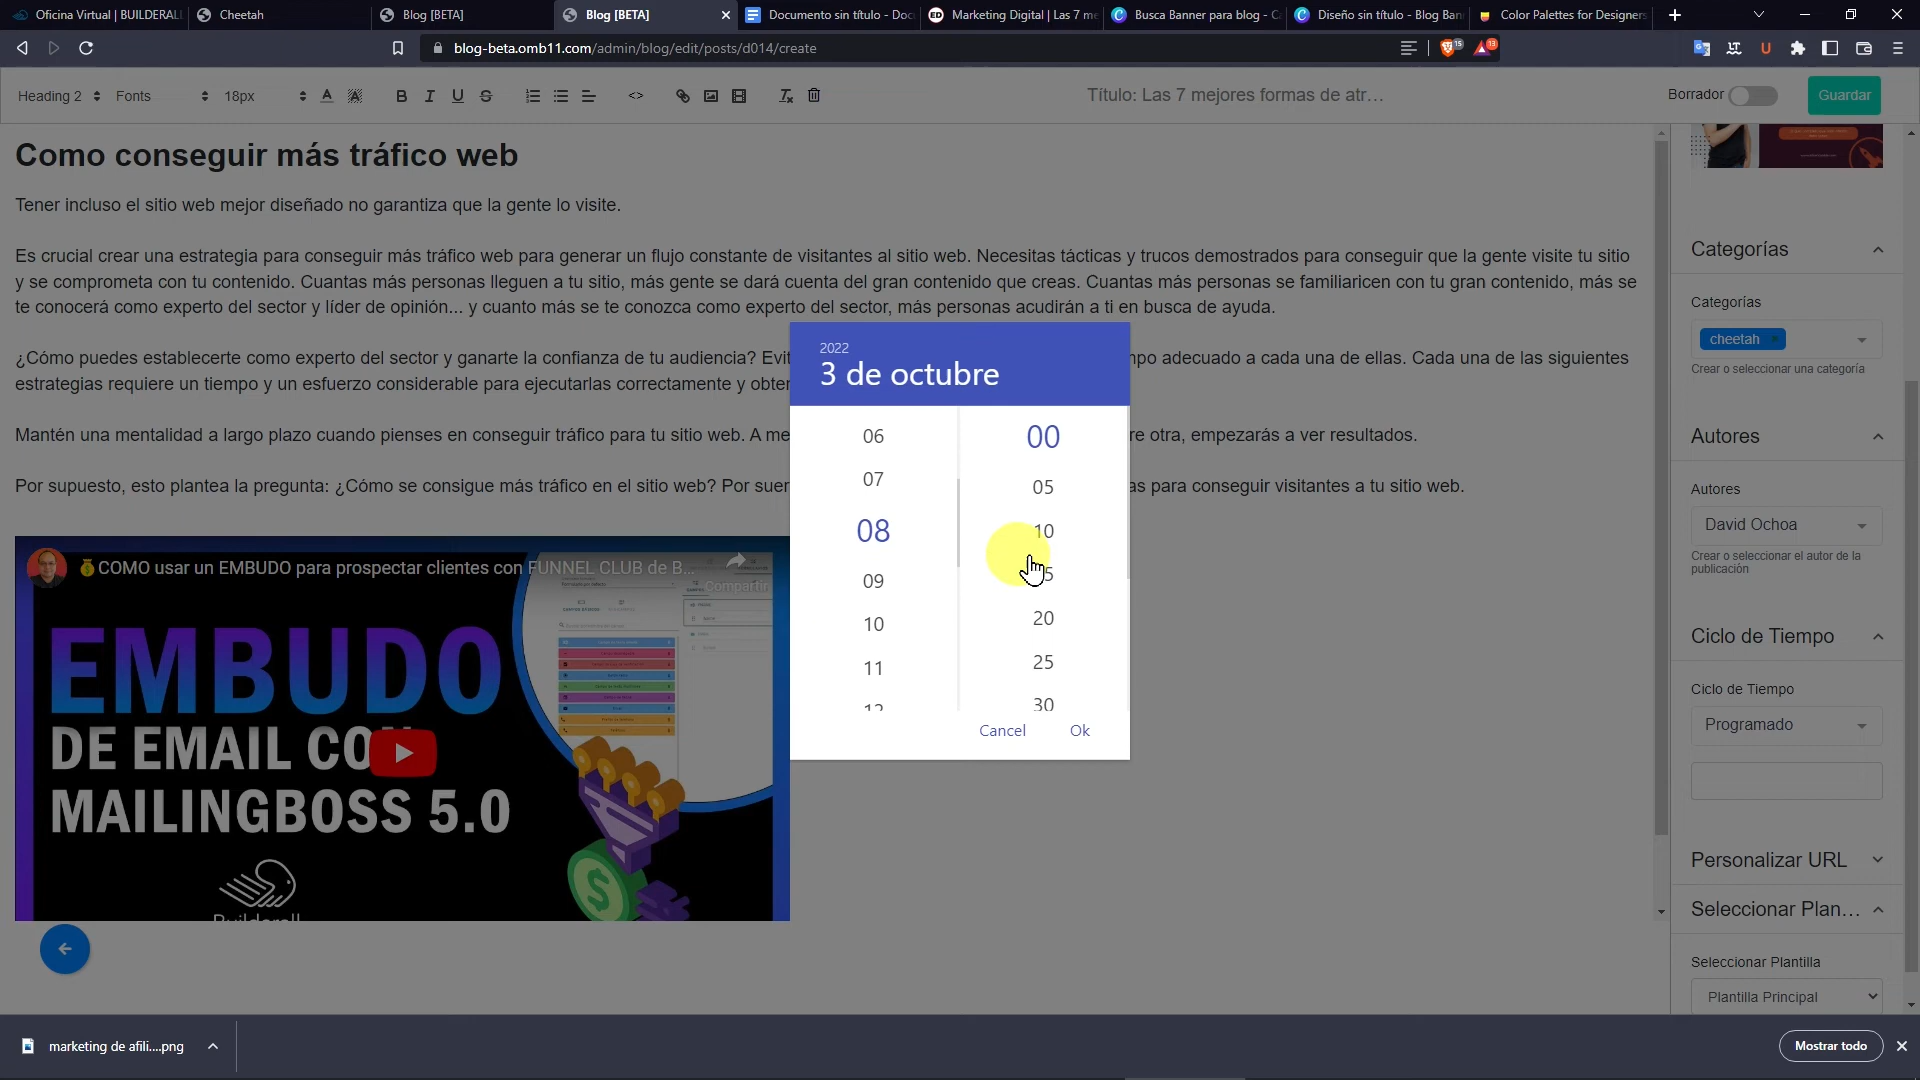 Oficina Virtual | BUILDERALL
Cheetah
Blog [BETA]
Blog [BETA]
Documento sin título - Doc
Marketing Digital | Las 7 me
Busca Banner para blog - C
Diseño sin título - Blog Ban
Color Palettes for Designers
blog-beta.omb11.com/admin/blog/edit/posts/d014/create
15
13
Heading 2
Fonts
18px
Título: Las 7 mejores formas de atr...
Borrador
Guardar
Como conseguir más tráfico web
Tener incluso el sitio web mejor diseñado no garantiza que la gente lo visite.
Es crucial crear una estrategia para conseguir más tráfico web para generar un flujo constante de visitantes al sitio web. Necesitas tácticas y trucos demostrados para conseguir que la gente visite tu sitio
y se comprometa con tu contenido. Cuantas más personas lleguen a tu sitio, más gente se dará cuenta del gran contenido que creas. Cuantas más personas se familiaricen con tu gran contenido, más se
te conocerá como experto del sector y líder de opinión... y cuanto más se te conozca como experto del sector, más personas acudirán a ti en busca de ayuda.
¿Cómo puedes establecerte como experto del sector y ganarte la confianza de tu audiencia? Evit
po adecuado a cada una de ellas. Cada una de las siguientes
estrategias requiere un tiempo y un esfuerzo considerable para ejecutarlas correctamente y obten
Mantén una mentalidad a largo plazo cuando pienses en conseguir tráfico para tu sitio web. A me
re otra, empezarás a ver resultados.
Por supuesto, esto plantea la pregunta: ¿Cómo se consigue más tráfico en el sitio web? Por suer
as para conseguir visitantes a tu sitio web.
COMO usar un EMBUDO para prospectar clientes con FUNNEL CLUB de B...
Compartir
EMBUDO
DE EMAIL CO
MAILINGBOSS 5.0
Builderall
2022
3 de octubre
06
07
08
09
10
11
12
00
05
10
5
20
25
30
Cancel
Ok
Categorías
Categorías
cheetah ×
Crear o seleccionar una categoría
Autores
Autores
David Ochoa
Crear o seleccionar el autor de la
publicación
Ciclo de Tiempo
Ciclo de Tiempo
Programado
Personalizar URL
Seleccionar Plan...
Seleccionar Plantilla
Plantilla Principal
marketing de afili....png
Mostrar todo